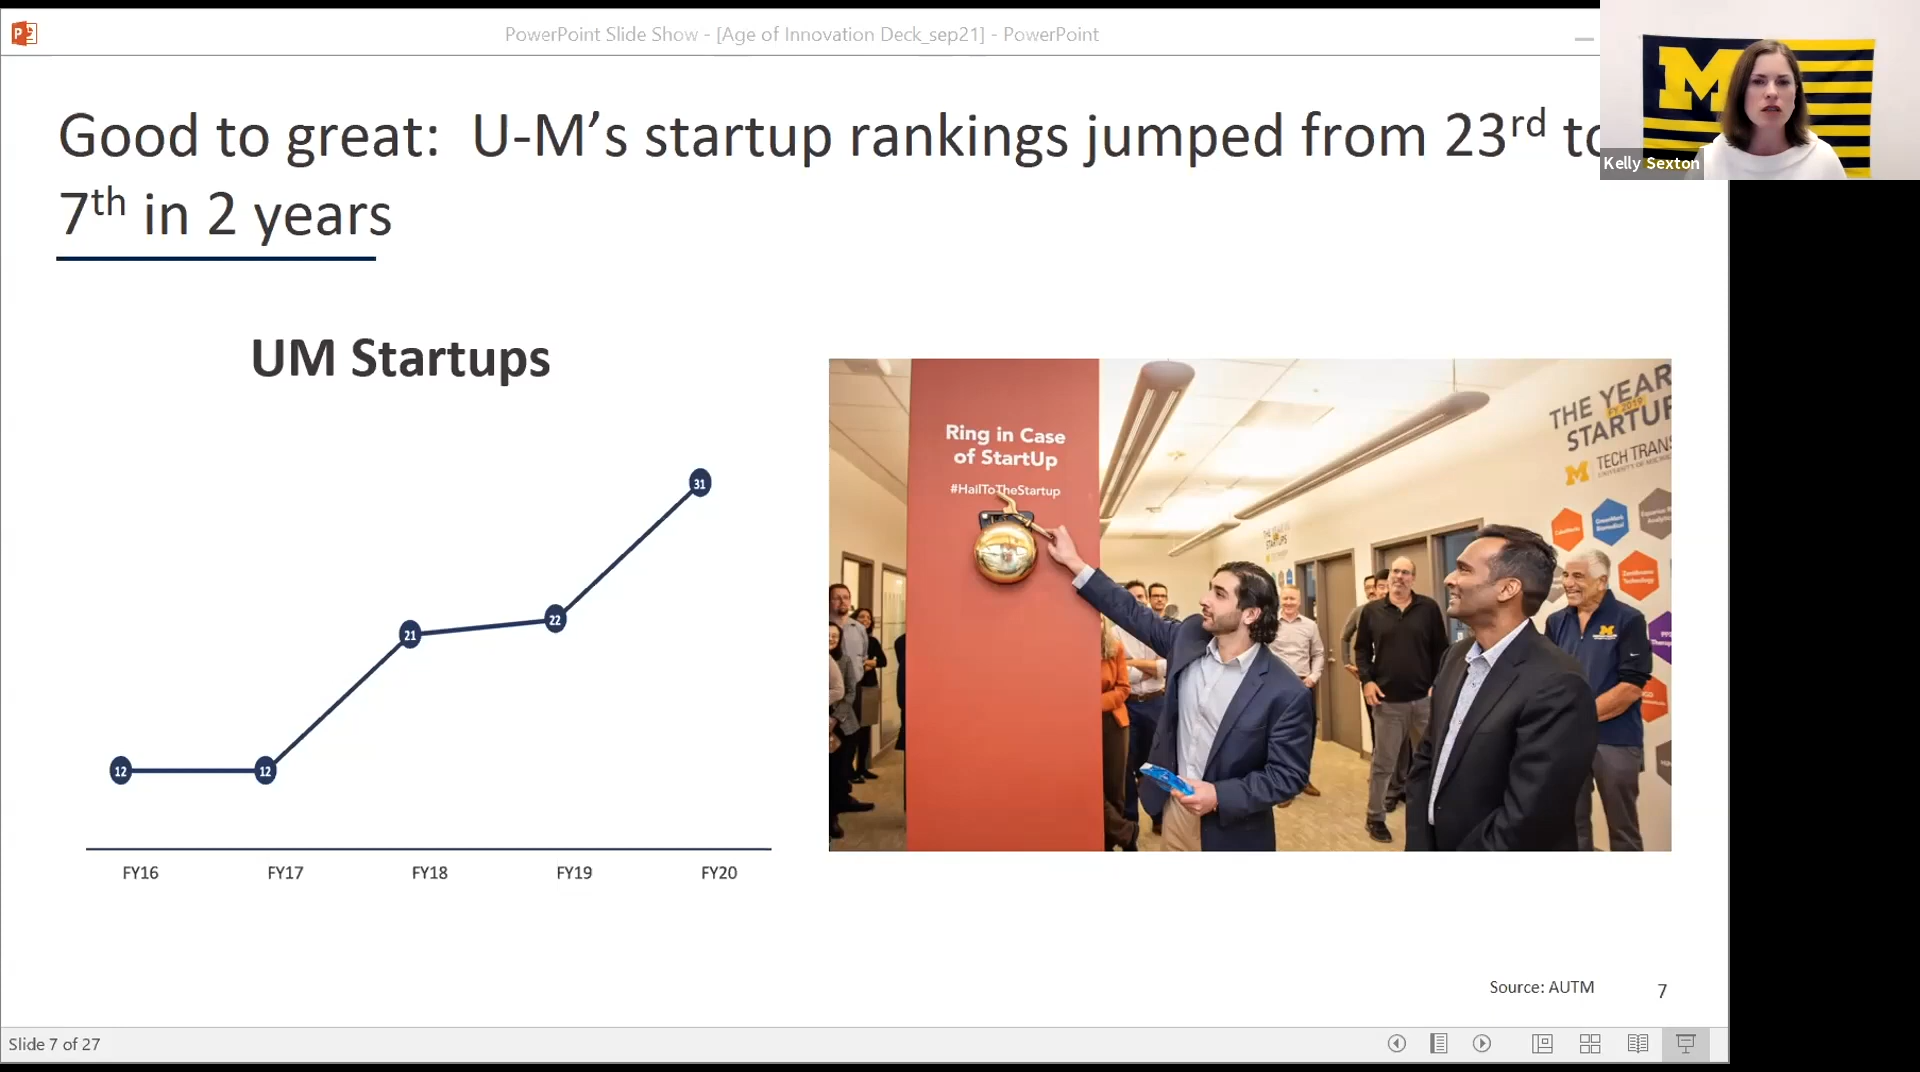 PowerPoint Slide Show - [Age of Innovation Deck_sep21] - PowerPoint
Kelly Sexton
Good to great: U-M's startup rankings jumped from 23rd to
7th in 2 years
UM Startups
31
22
21
12
12
FY16
FY17
FY18
FY19
FY20
Ring in Case
of StartUp
#HailToTheStartup
THE YEAR
FY 2019
STARTUP
M TECH TRANS
M
Source: AUTM
7
Slide 7 of 27